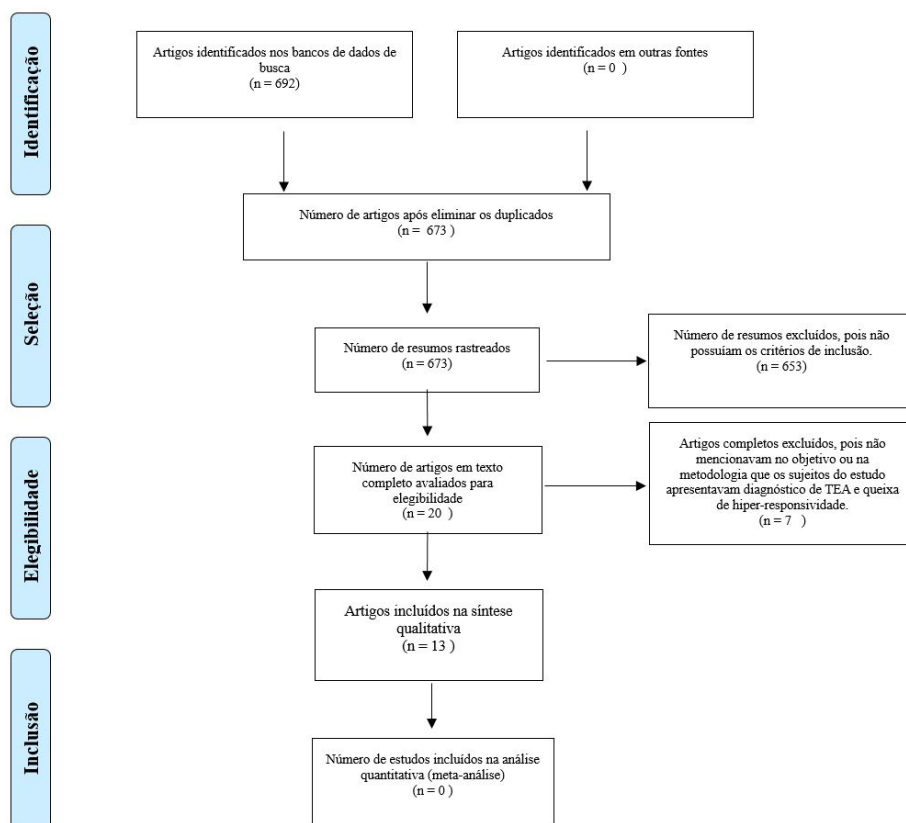 Identificação
Artigos identificados nos bancos de dados de
busca
(n = 692)
Artigos identificados em outras fontes
(n = 0 )
Número de artigos após eliminar os duplicados
(n = 673 )
Seleção
Número de resumos rastreados
(n = 673)
Número de resumos excluídos, pois não
possuíam os critérios de inclusão.
(n = 653)
Elegibilidade
Número de artigos em texto
completo avaliados para
elegibilidade
(n = 20 )
Artigos completos excluídos, pois não
mencionavam no objetivo ou na
metodologia que os sujeitos do estudo
apresentavam diagnóstico de TEA e queixa
de hiper-responsividade.
(n = 7 )
Artigos incluídos na síntese
qualitativa
(n = 13 )
Inclusão
Número de estudos incluídos na análise
quantitativa (meta-análise)
(n = 0 )